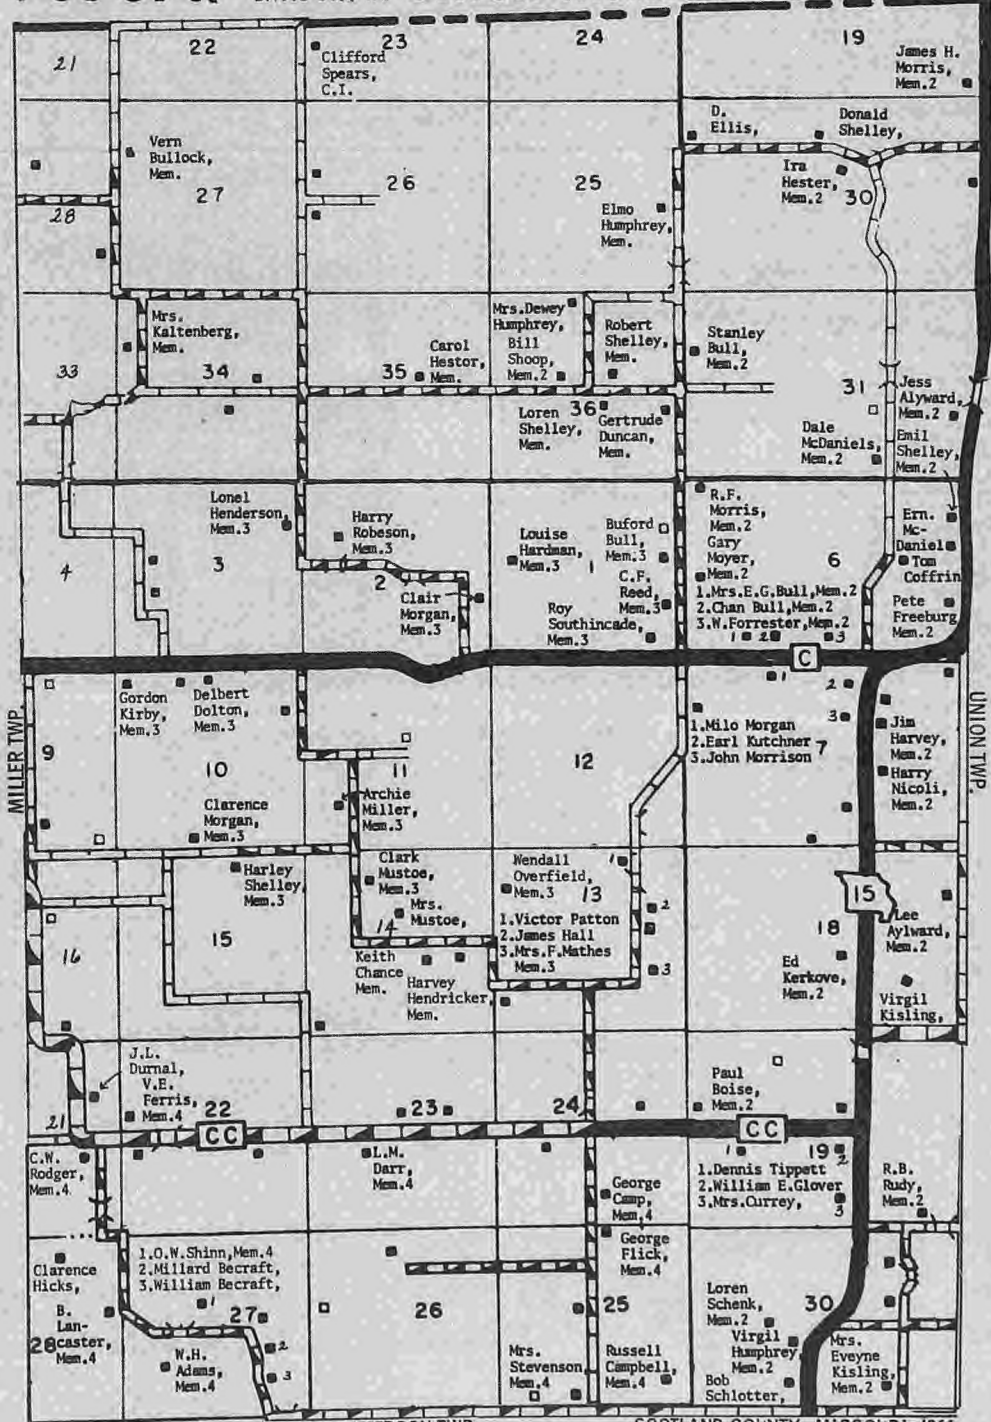 22
23
24
19
21
Clifford
Spears,
C.I.
James H.
Morris,
Mem.2
D.
Ellis,
Donald
Shelley,
Vern
Bullock,
Mem.
27
26
25
Ira
Hester,
Mem.2
30
28
Elmo
Humphrey,
Mem.
Mrs.
Kaltenberg,
Mem.
33
34
35
Carol
Hestor,
Mem.
Mrs.Dewey
Humphrey,
Bill
Shoop,
Mem.2
Robert
Shelley,
Mem.
Stanley
Bull,
Mem.2
31
Jess
Alyward,
Mem.2
Loren
Shelley,
Mem.
36
Gertrude
Duncan,
Mem.
Dale
McDaniels,
Mem.2
Emil
Shelley,
Mem.2
Lonel
Henderson,
Mem.3
Harry
Robeson,
Mem.3
Louise
Hardman,
Mem.3
Buford
Bull,
Mem.3
R.F.
Morris,
Mem.2
Gary
Moyer,
Mem.2
Ern.
Mc-
Daniel
Tom
Coffrin
4
3
2
1
6
Clair
Morgan,
Mem.3
C.F.
Reed,
Mem.3
Roy
Southincade,
Mem.3
1.Mrs.E.G.Bull,Mem.2
2.Chan Bull,Mem.2
3.W.Forrester,Mem.2
1 2 3
Pete
Freeburg
Mem.2
C
MILLER TWP.
UNION TWP.
Gordon
Kirby,
Mem.3
Delbert
Dolton,
Mem.3
1
2
3
1.Milo Morgan
2.Earl Kutchner
3.John Morrison
7
Jim
Harvey,
Mem.2
Harry
Nicoli,
Mem.2
9
10
11
12
Clarence
Morgan,
Mem.3
Archie
Miller,
Mem.3
Harley
Shelley
Mem.3
Clark
Mustoe,
Mem.3
Mrs.
Mustoe,
Wendall
Overfield,
Mem.3
13
1
2
3
1.Victor Patton
2.James Hall
3.Mrs.F.Mathes
Mem.3
15
Lee
Aylward,
Mem.2
16
15
14
18
Keith
Chance
Mem.
Harvey
Hendricker,
Mem.
Ed
Kerkove,
Mem.2
Virgil
Kisling,
J.L.
Durnal,
V.E.
Ferris,
Mem.4
Paul
Boise,
Mem.2
21
22
23
24
CC
CC
C.W.
Rodger,
Mem.4
L.M.
Darr,
Mem.4
1
19
2
3
1.Dennis Tippett
2.William E.Glover
3.Mrs.Currey,
George
Camp,
Mem.4
R.B.
Rudy,
Mem.2
George
Flick,
Mem.4
Clarence
Hicks,
1.O.W.Shinn,Mem.4
2.Millard Becraft,
3.William Becraft,
1
2
3
B.
Lan-
caster,
Mem.4
28
27
26
25
30
Loren
Schenk,
Mem.2
W.H.
Adams,
Mem.4
Mrs.
Stevenson
Mem.4
Russell
Campbell,
Mem.4
Virgil
Humphrey,
Mem.2
Bob
Schlotter,
Mrs.
Eveyne
Kisling,
Mem.2